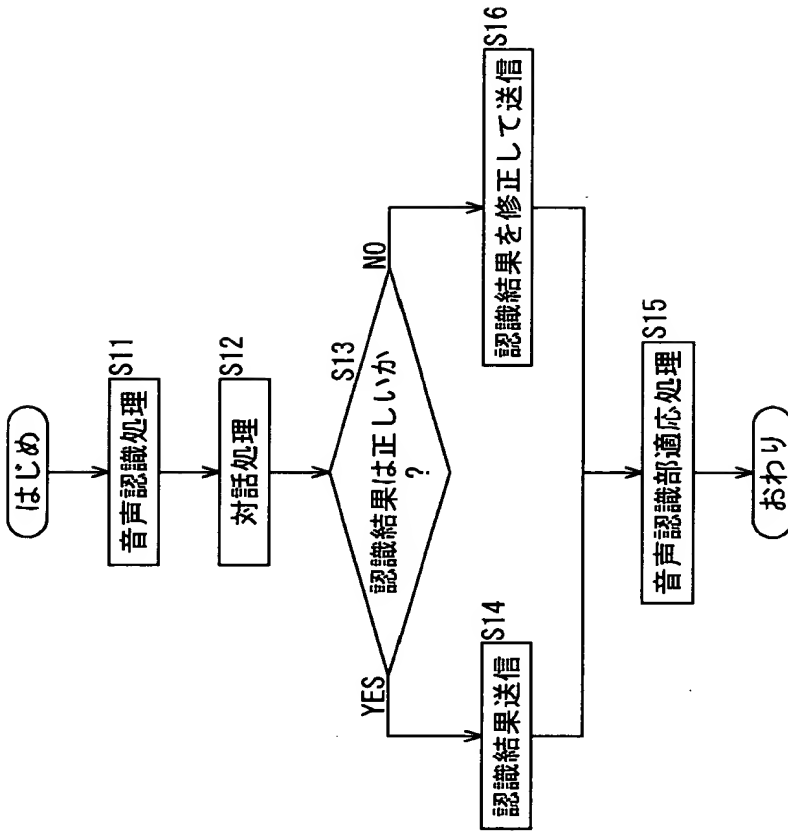 はじめ
音声認識処理
S11
対話処理
S12
認識結果は正しいか
?
S13
YES
NO
認識結果送信
S14
認識結果を修正して送信
S16
音声認識部適応処理
S15
おわり